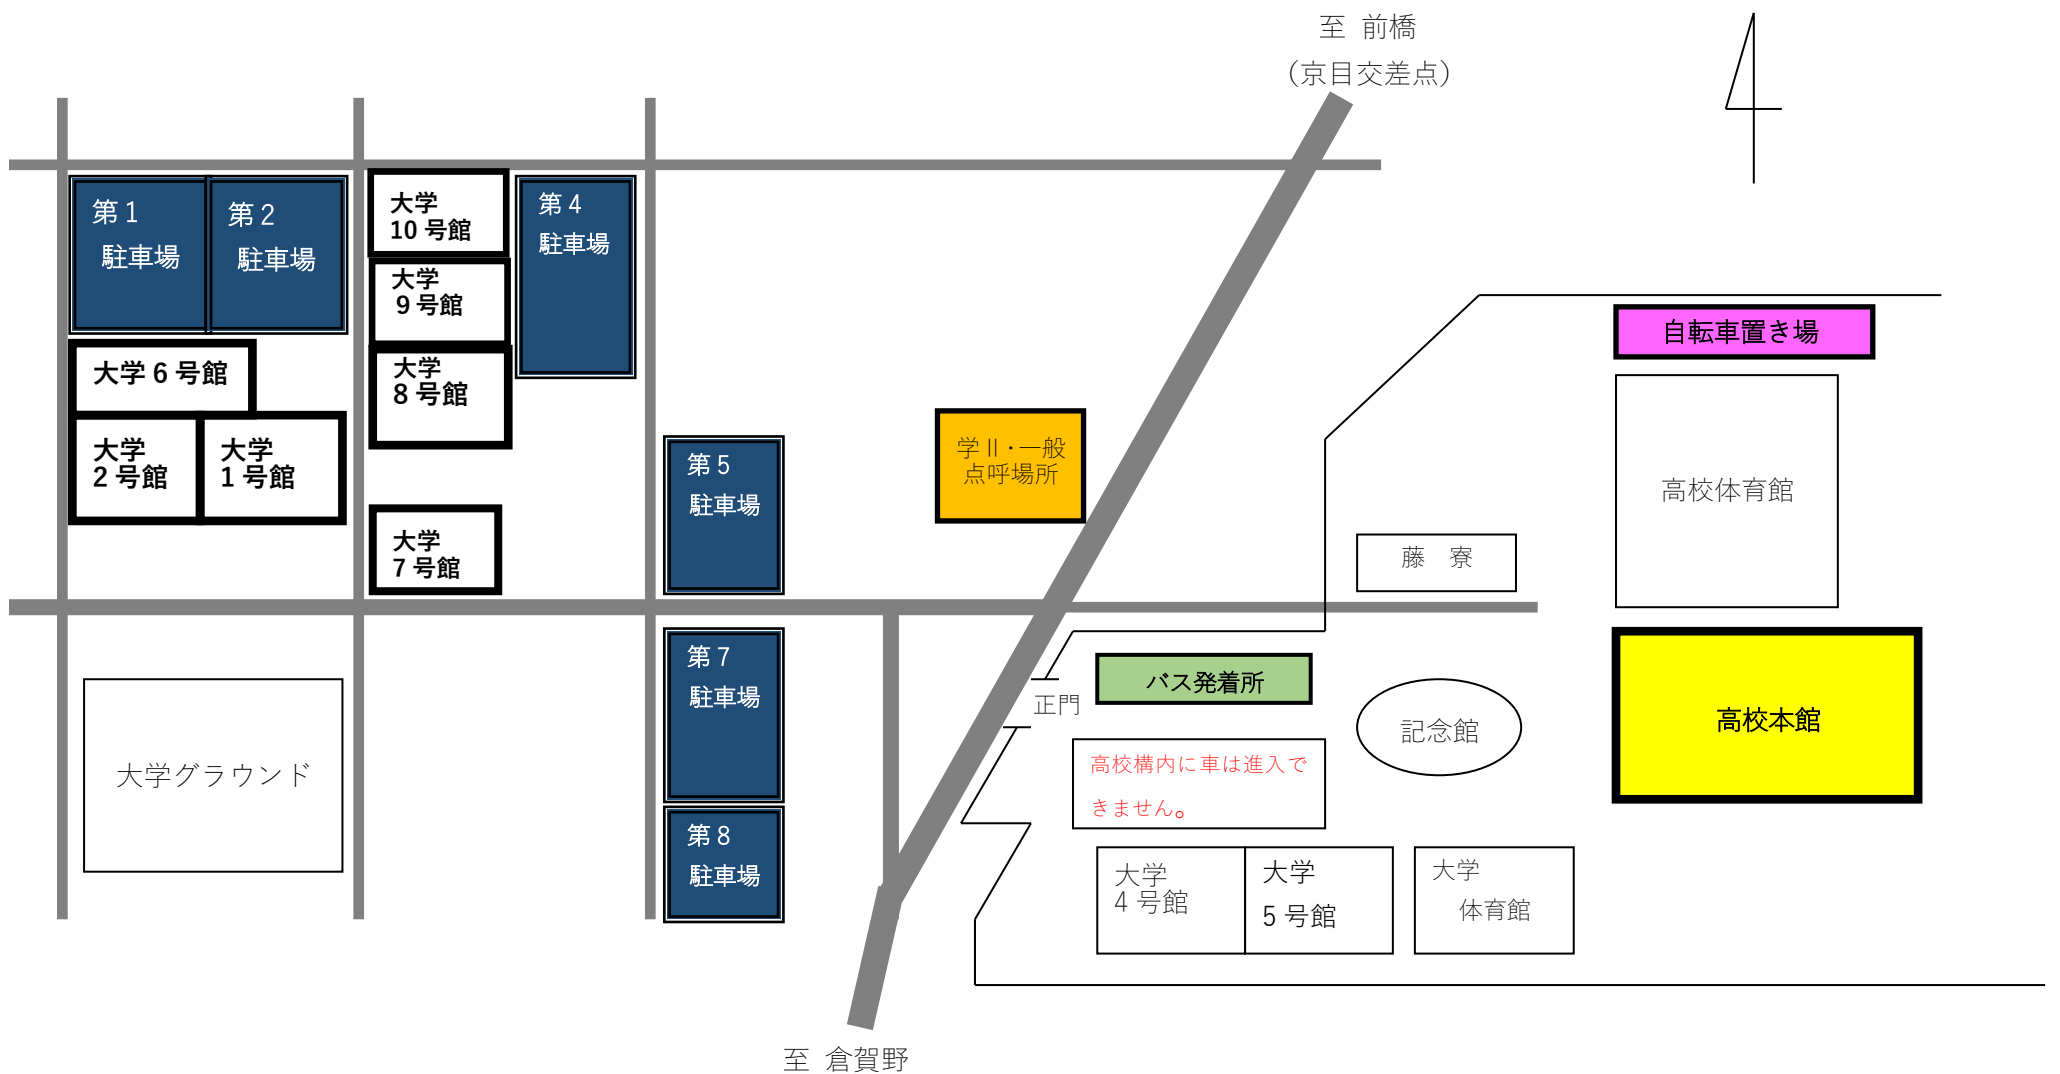 至 前橋
（京目交差点）
第１
駐車場
第２
駐車場
大学
10号館
第４
駐車場
大学
9号館
大学
8号館
大学6号館
大学
2号館
大学
1号館
大学
7号館
第５
駐車場
学Ⅱ・一般
点呼場所
自転車置き場
高校体育館
藤　寮
第７
駐車場
バス発着所
正門
記念館
高校本館
高校構内に車は進入で
きません。
大学グラウンド
第８
駐車場
大学
4号館
大学
5号館
大学
体育館
至 倉賀野